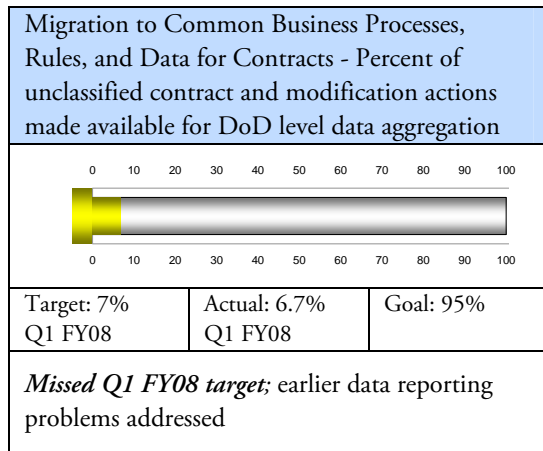 Migration to Common Business Processes,
Rules, and Data for Contracts - Percent of
unclassified contract and modification actions
made available for DoD level data aggregation
0 10 20 30 40 50 60 70 80 90 100
0 10 20 30 40 50 60 70 80 90 100
Target: 7%
Q1 FY08
Actual: 6.7%
Q1 FY08
Goal: 95%
Missed Q1 FY08 target; earlier data reporting
problems addressed